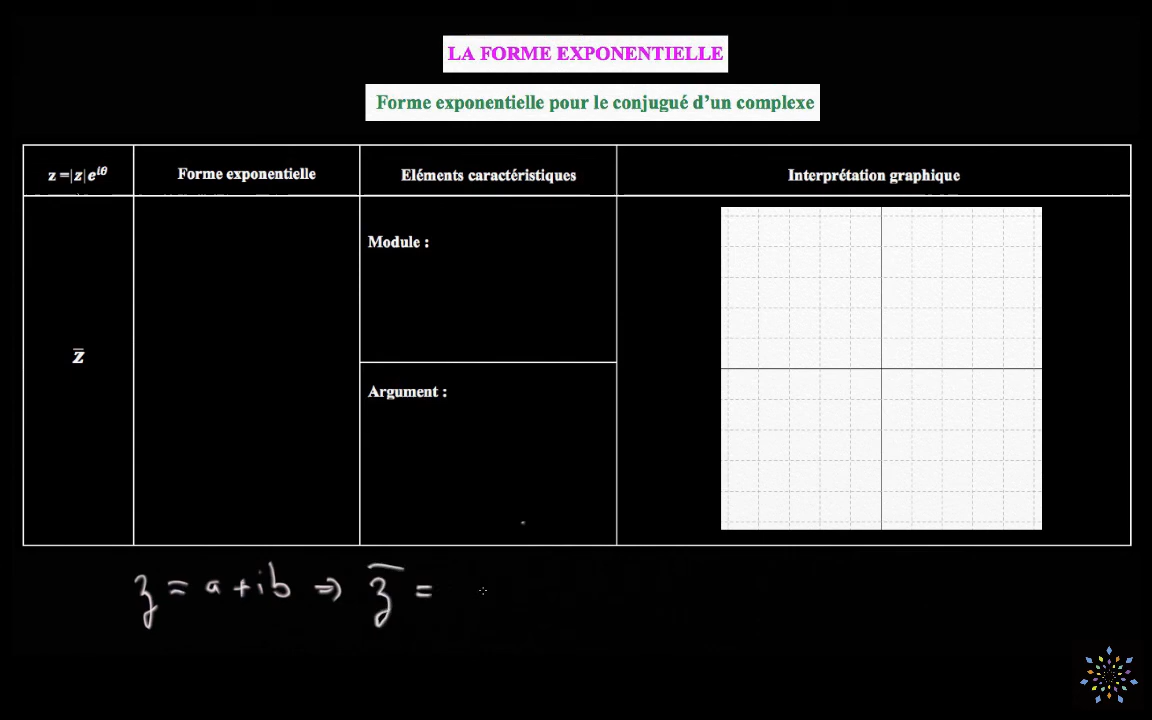 LA FORME EXPONENTIELLE
Forme exponentielle pour le conjugué d’un complexe
z =|z|e^{iθ} Forme exponentielle Eléments caractéristiques Interprétation graphique
Module :
z̅
Argument :
z = a + ib ⇒ z̅ =